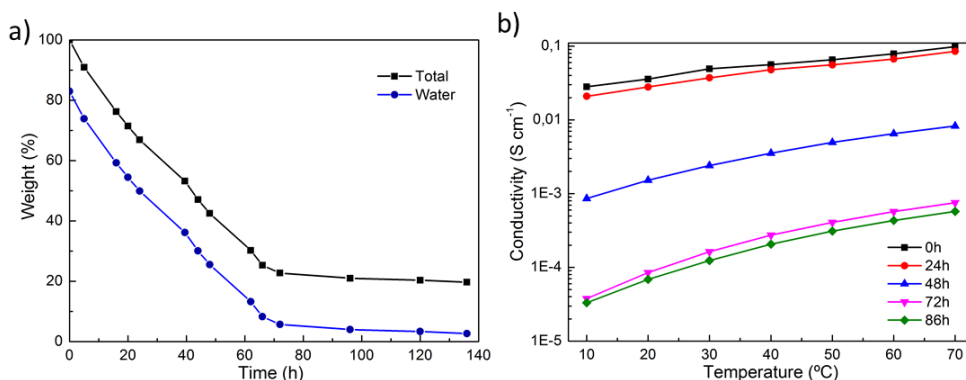 a)
100
80
60
40
20
0
Weight (%)
Total
Water
0 20 40 60 80 100 120 140
Time (h)
b)
0,1
0,01
1E-3
1E-4
1E-5
Conductivity (S cm⁻¹)
0h
24h
48h
72h
86h
10 20 30 40 50 60 70
Temperature (ºC)